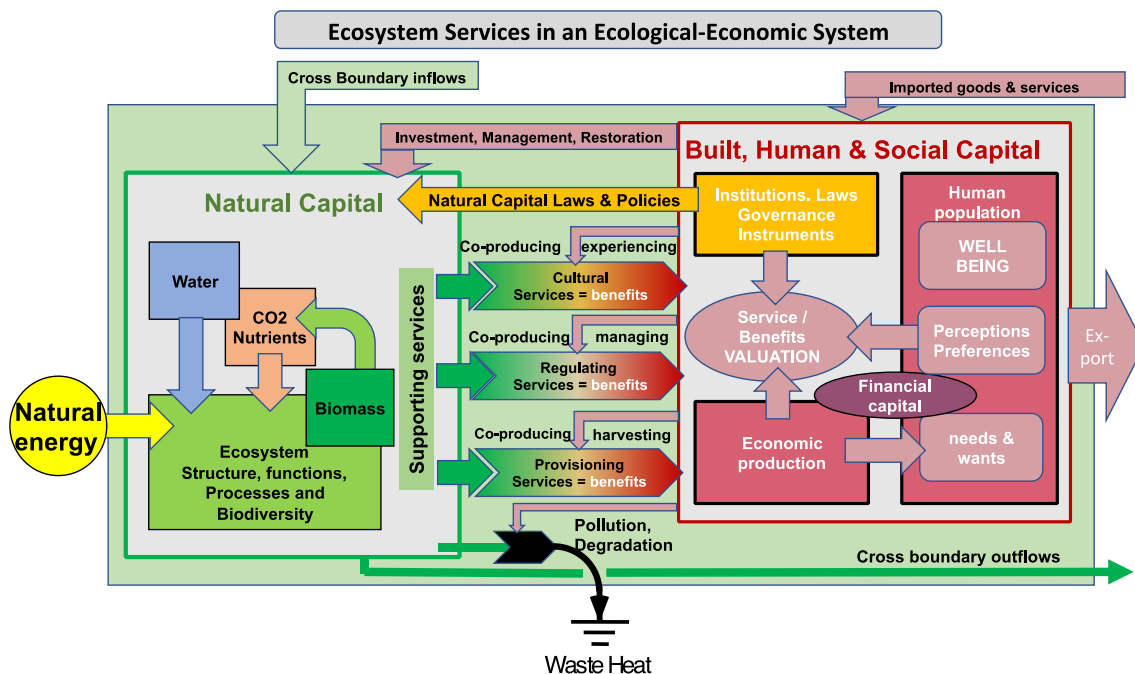 Ecosystem Services in an Ecological-Economic System
Cross Boundary inflows
Imported goods & services
Investment, Management, Restoration
Built, Human & Social Capital
Natural Capital
Natural Capital Laws & Policies
Institutions. Laws
Governance
Instruments
Human
population
WELL
BEING
Co-producing experiencing
Cultural
Services = benefits
Water
CO2
Nutrients
Supporting services
Service /
Benefits
VALUATION
Perceptions
Preferences
Ex-
port
Co-producing managing
Regulating
Services = benefits
Biomass
Financial
capital
Natural
energy
Ecosystem
Structure, functions,
Processes and
Biodiversity
Co-producing harvesting
Provisioning
Services = benefits
Economic
production
needs &
wants
Pollution,
Degradation
Cross boundary outflows
Waste Heat